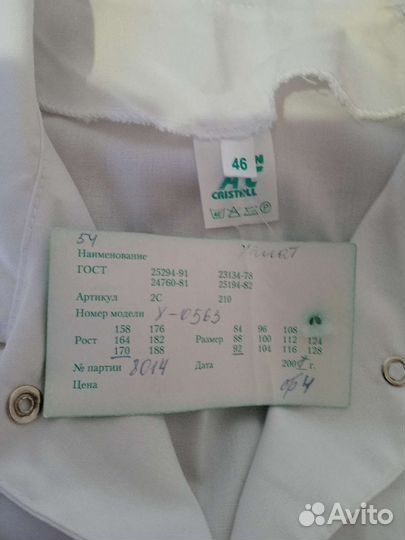 46
CRISTALL
54
Наименование Халат
ГОСТ 25294-91 23134-78
24760-81 25194-82
Артикул 2С 210
Номер модели У-0563
158 176 84 96 108
Рост 164 182 Размер 88 100 112 124
170 188 92 104 116 128
№ партии 8014 Дата 200 г.
Цена
Avito